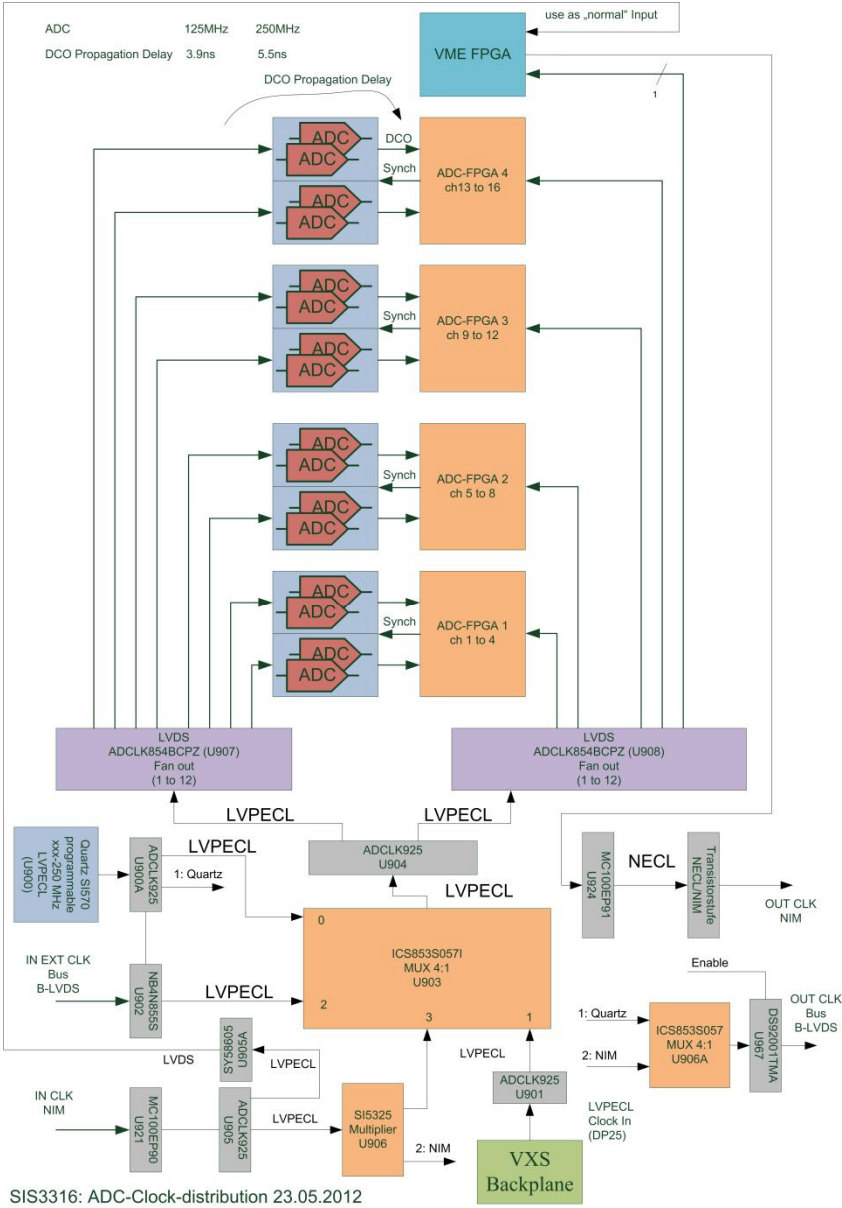 use as „normal“ Input
ADC 125MHz 250MHz
DCO Propagation Delay 3.9ns 5.5ns
VME FPGA
1
DCO Propagation Delay
ADC
ADC
DCO
Synch
ADC
ADC
ADC-FPGA 4
ch13 to 16
ADC
ADC
Synch
ADC
ADC
ADC-FPGA 3
ch 9 to 12
ADC
ADC
Synch
ADC
ADC
ADC-FPGA 2
ch 5 to 8
ADC
ADC
Synch
ADC
ADC
ADC-FPGA 1
ch 1 to 4
LVDS
ADCLK854BCPZ (U907)
Fan out
(1 to 12)
LVDS
ADCLK854BCPZ (U908)
Fan out
(1 to 12)
LVPECL
LVPECL
ADCLK925
U904
LVPECL
Quartz SI570
programmable
xxx-250 MHz
LVPECL
(U900)
ADCLK925
U900A
LVPECL
1: Quartz
MC100EP91
U924
NECL
Transistorstufe
NECL/NIM
OUT CLK
NIM
0
ICS853S057I
MUX 4:1
U903
2
3
1
IN EXT CLK
Bus
B-LVDS
NB4N855S
U902
LVPECL
SY58605
U905A
LVDS
LVPECL
LVPECL
Enable
1: Quartz
2: NIM
ICS853S057
MUX 4:1
U906A
DS92001TMA
U967
OUT CLK
Bus
B-LVDS
IN CLK
NIM
MC100EP90
U921
ADCLK925
U905
LVPECL
SI5325
Multiplier
U906
2: NIM
ADCLK925
U901
LVPECL
Clock In
(DP25)
VXS
Backplane
SIS3316: ADC-Clock-distribution 23.05.2012